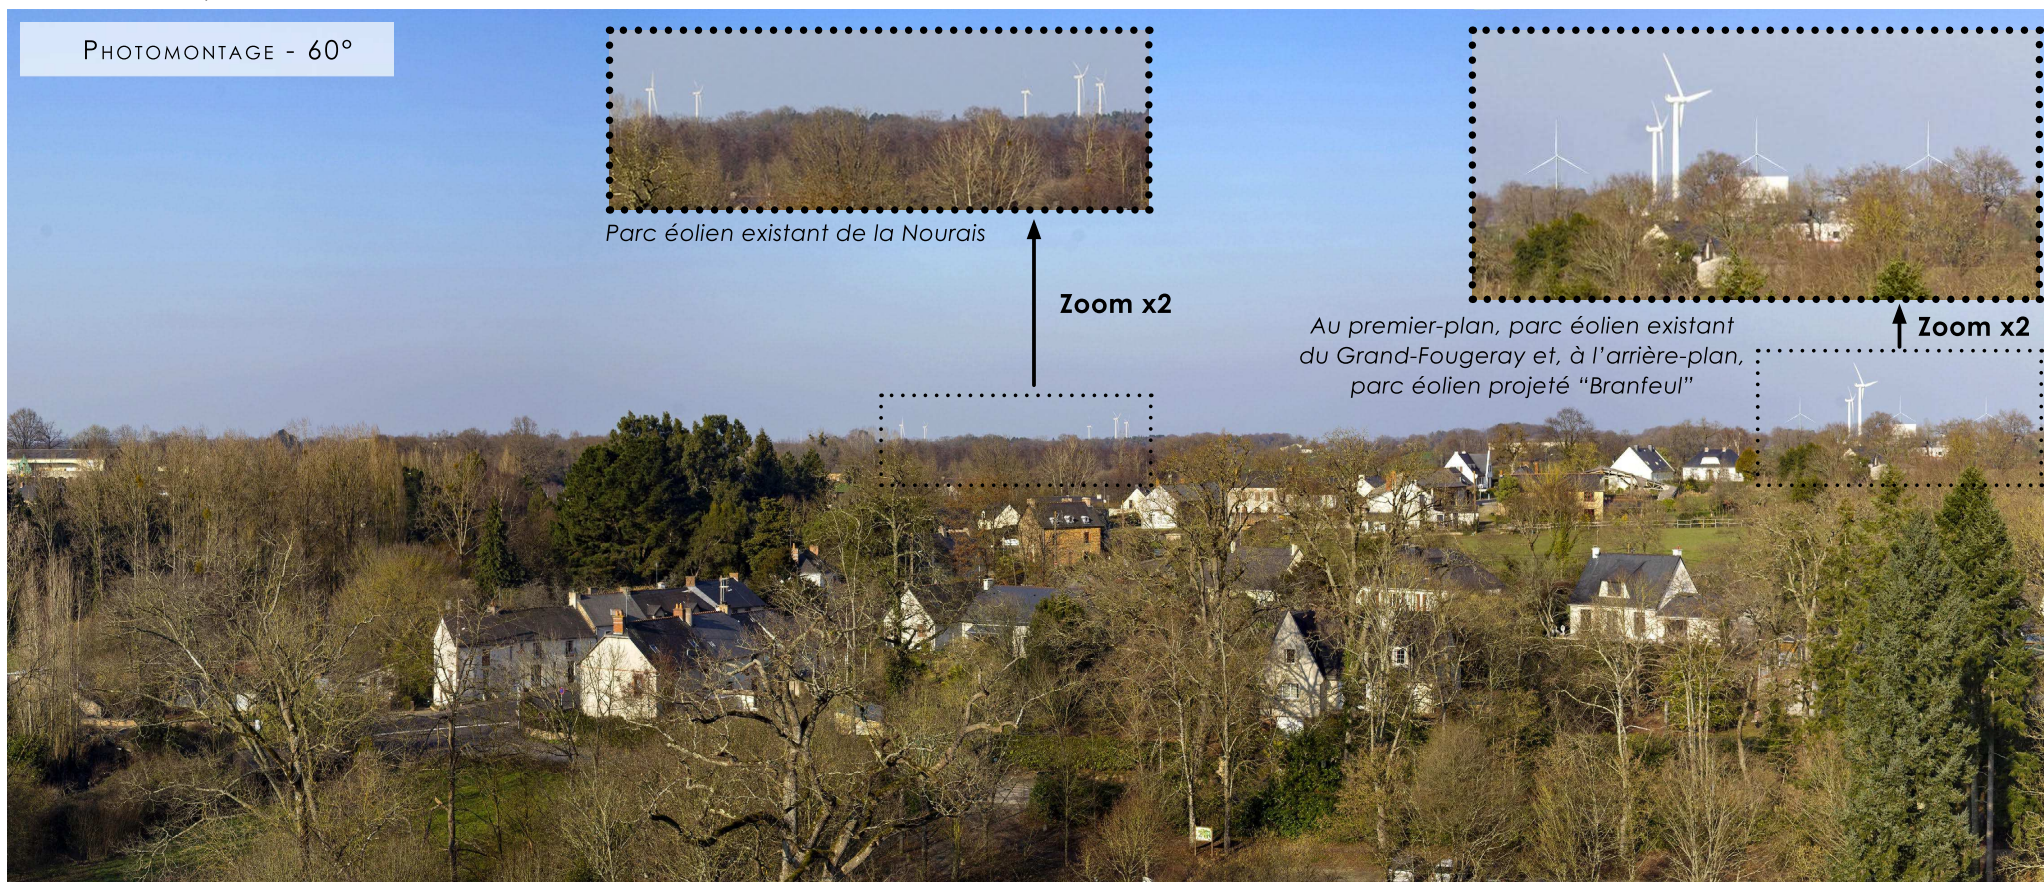 Photomontage - 60°
Parc éolien existant de la Nourais
Zoom x2
Au premier-plan, parc éolien existant
du Grand-Fougeray et, à l'arrière-plan,
parc éolien projeté “Branfeul”
Zoom x2